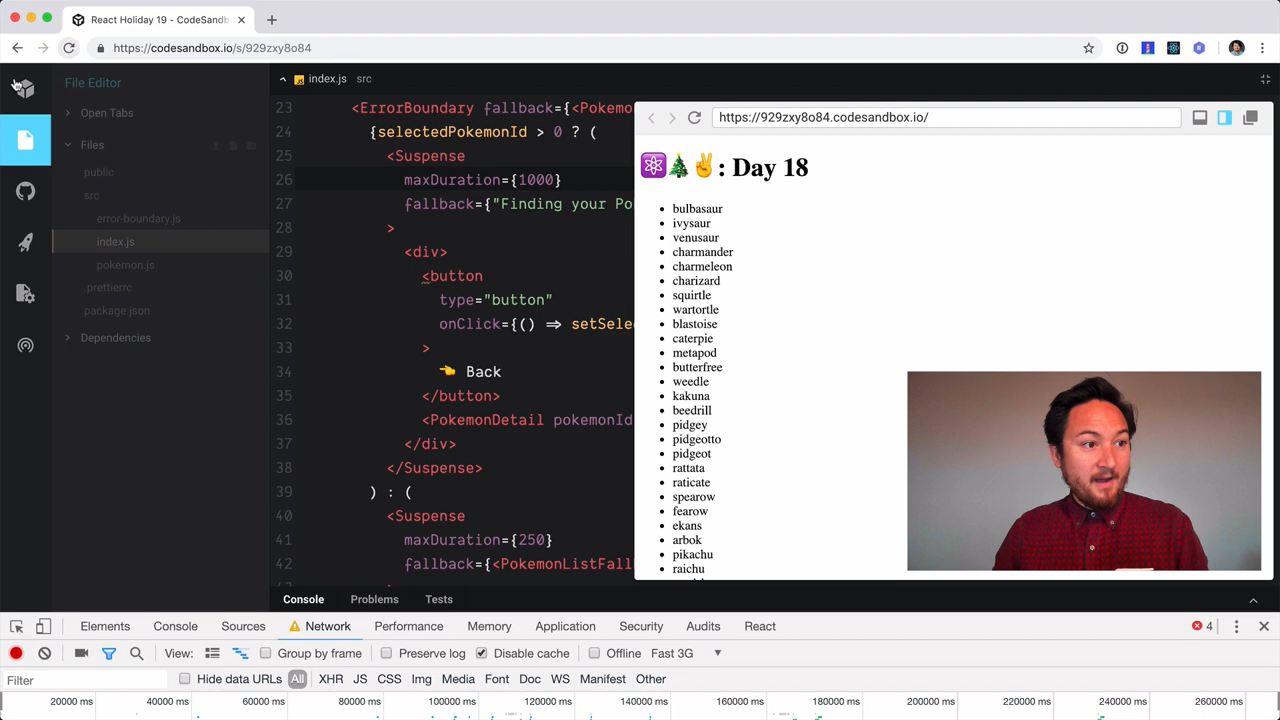 React Holiday 19 - CodeSandb
https://codesandbox.io/s/929zxy8o84
File Editor
Open Tabs
Files
public
src
error-boundary.js
index.js
pokemon.js
.prettierrc
package.json
Dependencies
index.js src
23 <ErrorBoundary fallback={<Pokemo
24 {selectedPokemonId > 0 ? (
25 <Suspense
26 maxDuration={1000}
27 fallback={"Finding your Po
28 >
29 <div>
30 <button
31 type="button"
32 onClick={() => setSele
33 >
34 👈 Back
35 </button>
36 <PokemonDetail pokemonId
37 </div>
38 </Suspense>
39 ) : (
40 <Suspense
41 maxDuration={250}
42 fallback={<PokemonListFall
https://929zxy8o84.codesandbox.io/
⚛️🎄✌️: Day 18
• bulbasaur
• ivysaur
• venusaur
• charmander
• charmeleon
• charizard
• squirtle
• wartortle
• blastoise
• caterpie
• metapod
• butterfree
• weedle
• kakuna
• beedrill
• pidgey
• pidgeotto
• pidgeot
• rattata
• raticate
• spearow
• fearow
• ekans
• arbok
• pikachu
• raichu
Console Problems Tests
Elements Console Sources Network Performance Memory Application Security Audits React 4
View: Group by frame Preserve log Disable cache Offline Fast 3G
Filter Hide data URLs All XHR JS CSS Img Media Font Doc WS Manifest Other
20000 ms 40000 ms 60000 ms 80000 ms 100000 ms 120000 ms 140000 ms 160000 ms 180000 ms 200000 ms 220000 ms 240000 ms